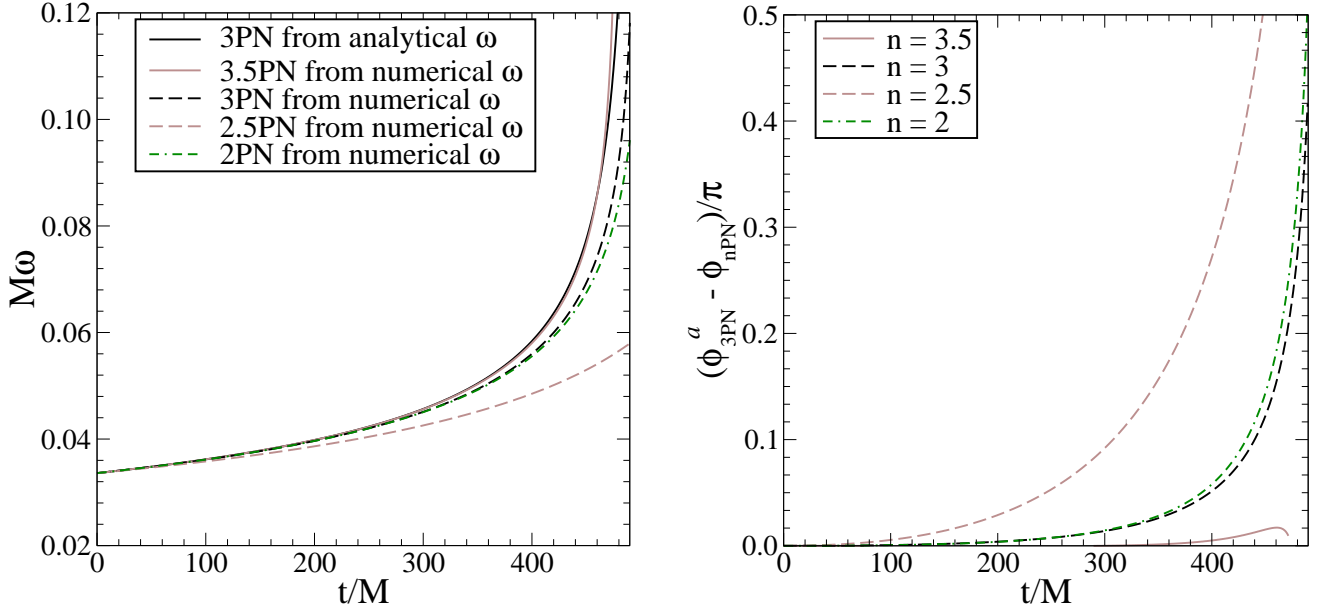 3PN from analytical ω
3.5PN from numerical ω
3PN from numerical ω
2.5PN from numerical ω
2PN from numerical ω
Mω
0.10
0.08
0.06
0.04
0.02
0 100 200 300 400
t/M
n = 3.5
n = 3
n = 2.5
n = 2
(ϕ^a_3PN - ϕ_nPN)/π
0.5
0.4
0.3
0.2
0.1
0.0
0 100 200 300 400
t/M
0.12